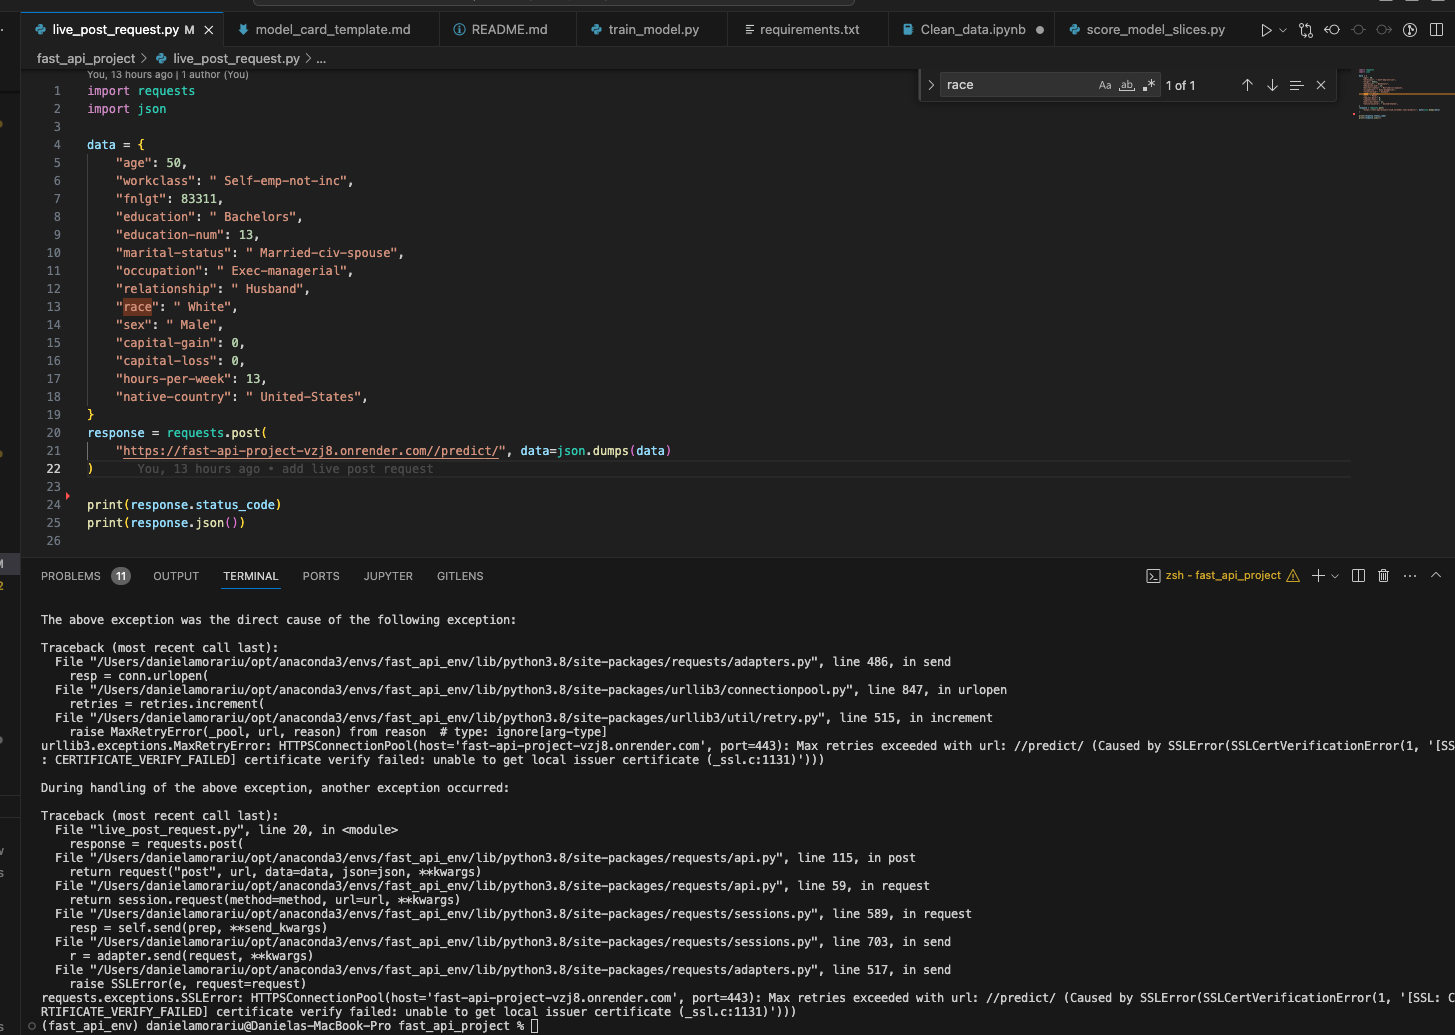 live_post_request.py M
model_card_template.md
README.md
train_model.py
requirements.txt
Clean_data.ipynb
score_model_slices.py
fast_api_project > live_post_request.py > ...
You, 13 hours ago | 1 author (You)
race
Aa ab .* 1 of 1
1 import requests
2 import json
3
4 data = {
5 "age": 50,
6 "workclass": " Self-emp-not-inc",
7 "fnlgt": 83311,
8 "education": " Bachelors",
9 "education-num": 13,
10 "marital-status": " Married-civ-spouse",
11 "occupation": " Exec-managerial",
12 "relationship": " Husband",
13 "race": " White",
14 "sex": " Male",
15 "capital-gain": 0,
16 "capital-loss": 0,
17 "hours-per-week": 13,
18 "native-country": " United-States",
19 }
20 response = requests.post(
21 "https://fast-api-project-vzj8.onrender.com//predict/", data=json.dumps(data)
22 ) You, 13 hours ago • add live post request
23
24 print(response.status_code)
25 print(response.json())
26
PROBLEMS 11 OUTPUT TERMINAL PORTS JUPYTER GITLENS
zsh - fast_api_project
The above exception was the direct cause of the following exception:
Traceback (most recent call last):
File "/Users/danielamorariu/opt/anaconda3/envs/fast_api_env/lib/python3.8/site-packages/requests/adapters.py", line 486, in send
resp = conn.urlopen(
File "/Users/danielamorariu/opt/anaconda3/envs/fast_api_env/lib/python3.8/site-packages/urllib3/connectionpool.py", line 847, in urlopen
retries = retries.increment(
File "/Users/danielamorariu/opt/anaconda3/envs/fast_api_env/lib/python3.8/site-packages/urllib3/util/retry.py", line 515, in increment
raise MaxRetryError(_pool, url, reason) from reason # type: ignore[arg-type]
urllib3.exceptions.MaxRetryError: HTTPSConnectionPool(host='fast-api-project-vzj8.onrender.com', port=443): Max retries exceeded with url: //predict/ (Caused by SSLError(SSLCertVerificationError(1, '[SS
: CERTIFICATE_VERIFY_FAILED] certificate verify failed: unable to get local issuer certificate (_ssl.c:1131)')))
During handling of the above exception, another exception occurred:
Traceback (most recent call last):
File "live_post_request.py", line 20, in <module>
response = requests.post(
File "/Users/danielamorariu/opt/anaconda3/envs/fast_api_env/lib/python3.8/site-packages/requests/api.py", line 115, in post
return request("post", url, data=data, json=json, **kwargs)
File "/Users/danielamorariu/opt/anaconda3/envs/fast_api_env/lib/python3.8/site-packages/requests/api.py", line 59, in request
return session.request(method=method, url=url, **kwargs)
File "/Users/danielamorariu/opt/anaconda3/envs/fast_api_env/lib/python3.8/site-packages/requests/sessions.py", line 589, in request
resp = self.send(prep, **send_kwargs)
File "/Users/danielamorariu/opt/anaconda3/envs/fast_api_env/lib/python3.8/site-packages/requests/sessions.py", line 703, in send
r = adapter.send(request, **kwargs)
File "/Users/danielamorariu/opt/anaconda3/envs/fast_api_env/lib/python3.8/site-packages/requests/adapters.py", line 517, in send
raise SSLError(e, request=request)
requests.exceptions.SSLError: HTTPSConnectionPool(host='fast-api-project-vzj8.onrender.com', port=443): Max retries exceeded with url: //predict/ (Caused by SSLError(SSLCertVerificationError(1, '[SSL: C
RTIFICATE_VERIFY_FAILED] certificate verify failed: unable to get local issuer certificate (_ssl.c:1131)')))
(fast_api_env) danielamorariu@Danielas-MacBook-Pro fast_api_project %